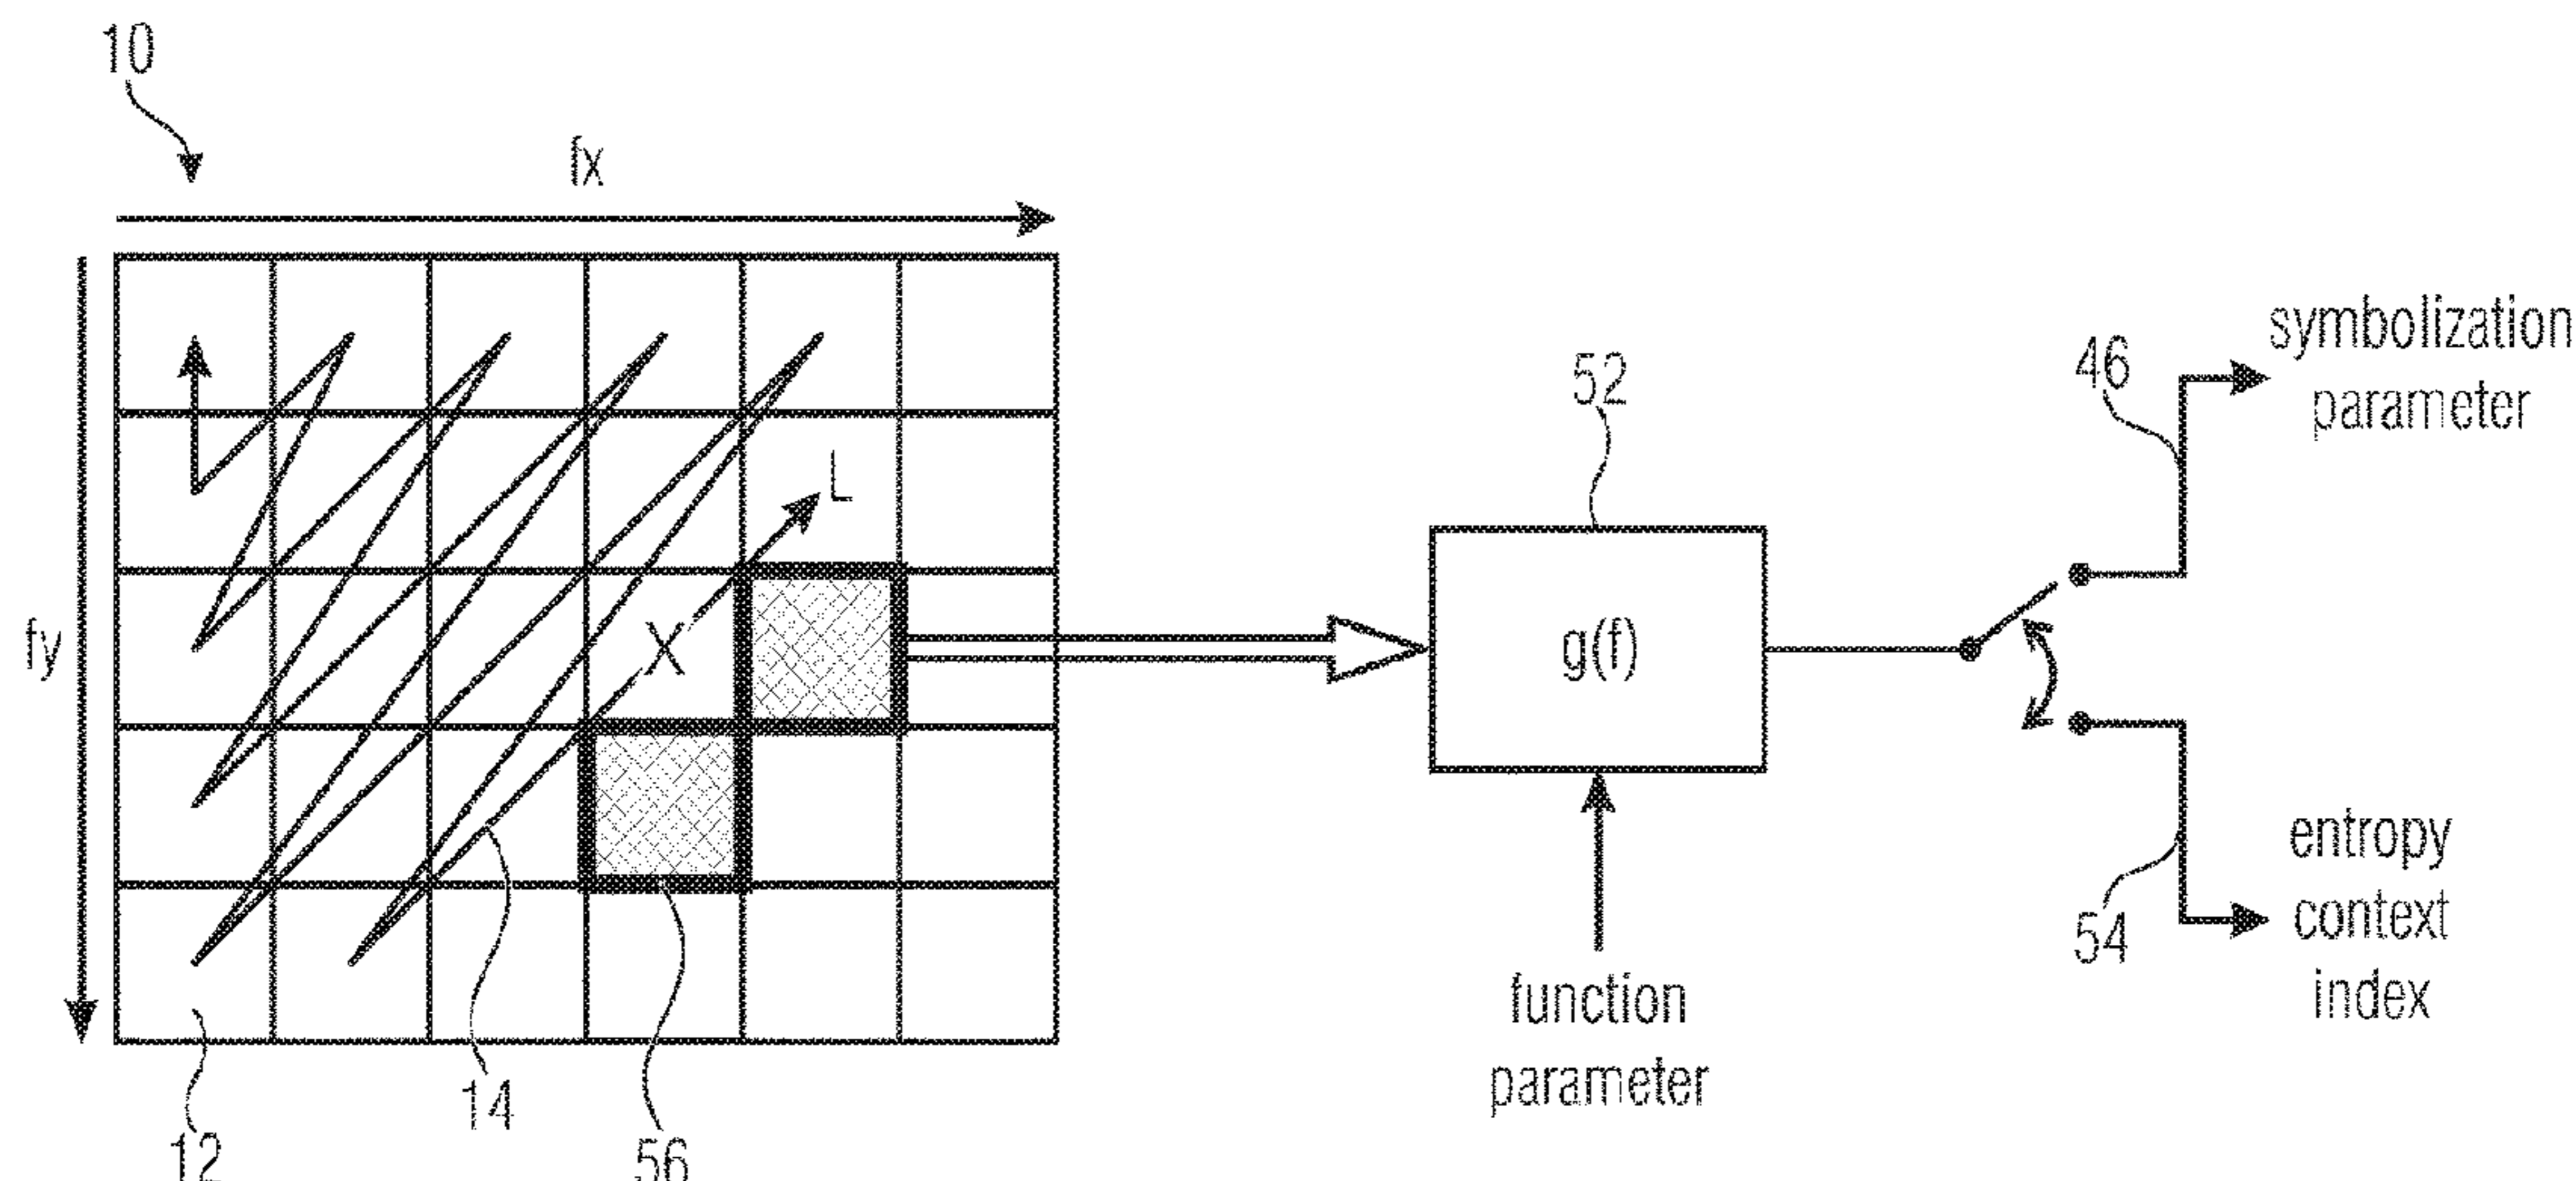 10
fx
fy
L
X
12
14
56
52
g(f)
function
parameter
46
symbolization
parameter
54
entropy
context
index